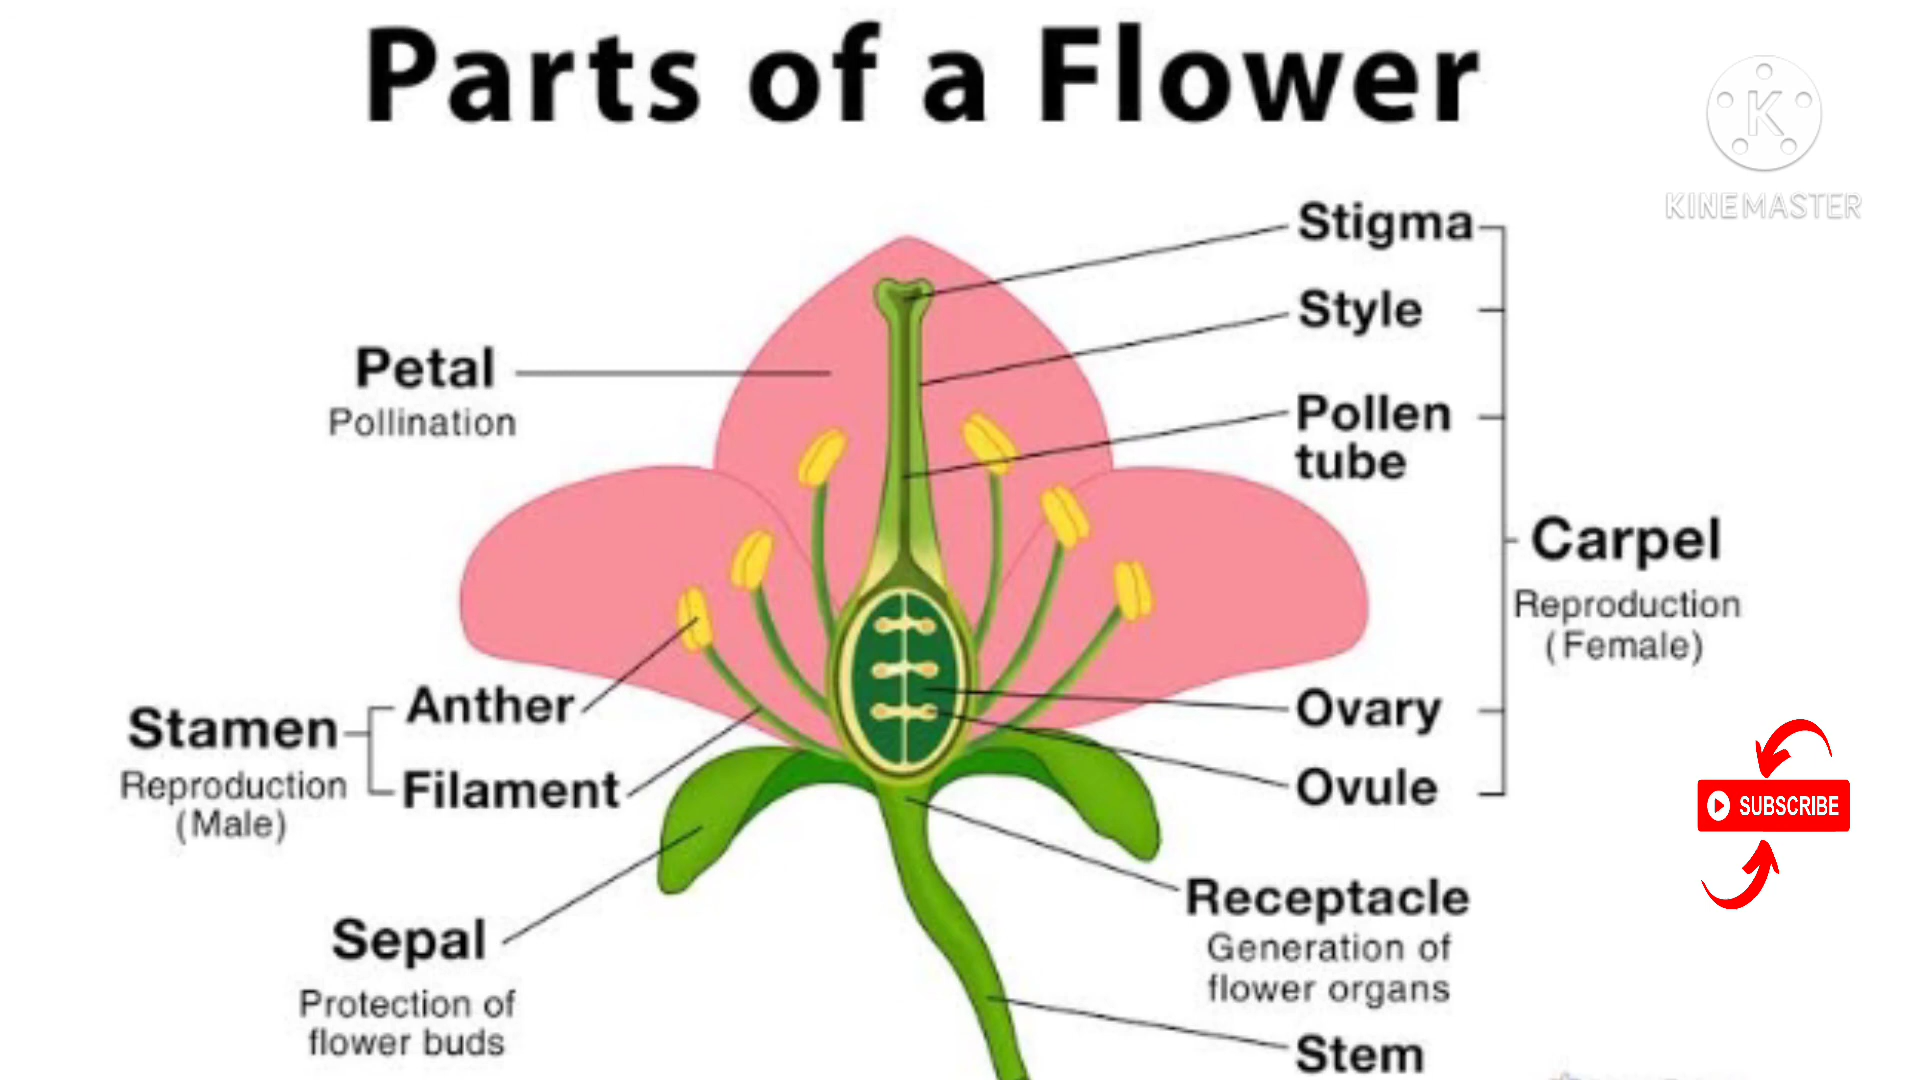 Parts of a Flower
K
KINEMASTER
Stigma
Style
Petal
Pollination
Pollen
tube
Carpel
Reproduction
(Female)
Anther
Stamen
Ovary
Reproduction
(Male)
Filament
Ovule
SUBSCRIBE
Receptacle
Generation of
flower organs
Sepal
Protection of
flower buds
Stem